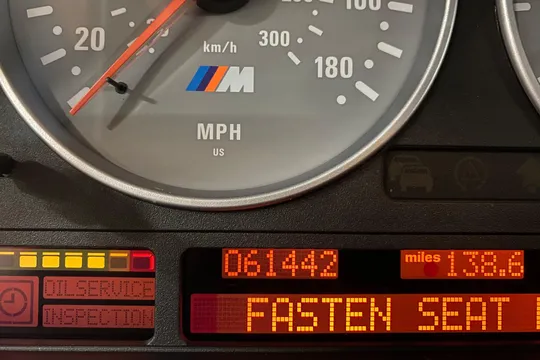 20
km/h
300
180
M
MPH
US
061442
miles 138.6
OILSERVICE
FASTEN SEAT
INSPECTION